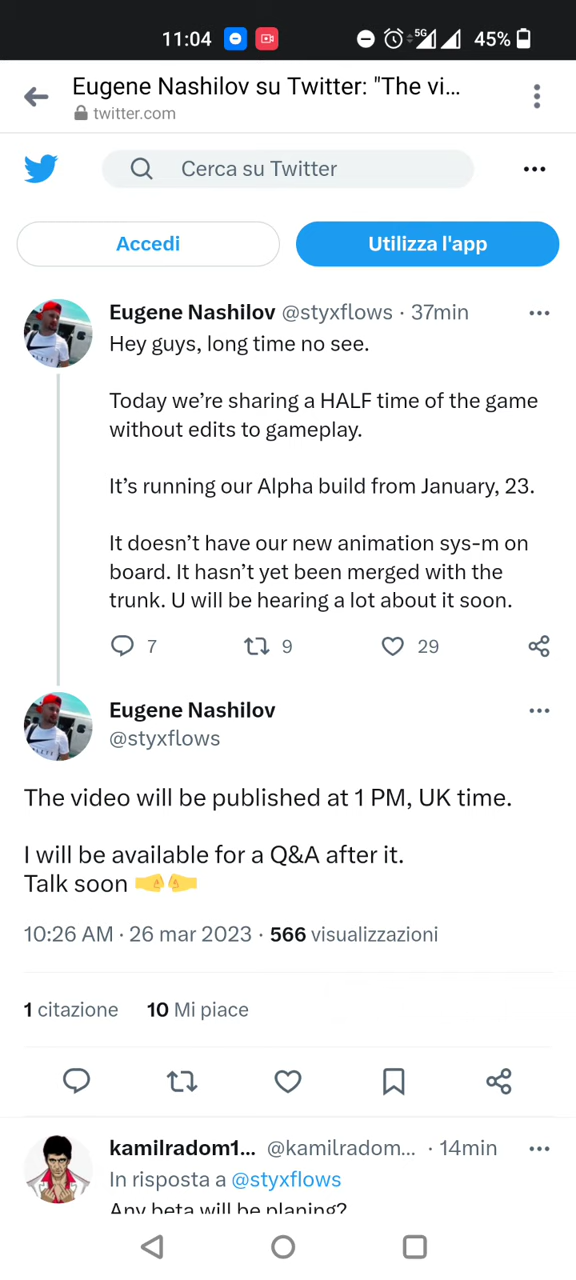 11:04
5G
45%
Eugene Nashilov su Twitter: "The vi...
twitter.com
Cerca su Twitter
Accedi
Utilizza l'app
Eugene Nashilov @styxflows · 37min
Hey guys, long time no see.
Today we’re sharing a HALF time of the game
without edits to gameplay.
It’s running our Alpha build from January, 23.
It doesn’t have our new animation sys-m on
board. It hasn’t yet been merged with the
trunk. U will be hearing a lot about it soon.
7 9 29
Eugene Nashilov
@styxflows
The video will be published at 1 PM, UK time.
I will be available for a Q&A after it.
Talk soon 🤜🤛
10:26 AM · 26 mar 2023 · 566 visualizzazioni
1 citazione 10 Mi piace
kamilradom1... @kamilradom... · 14min
In risposta a @styxflows
Any beta will be planing?